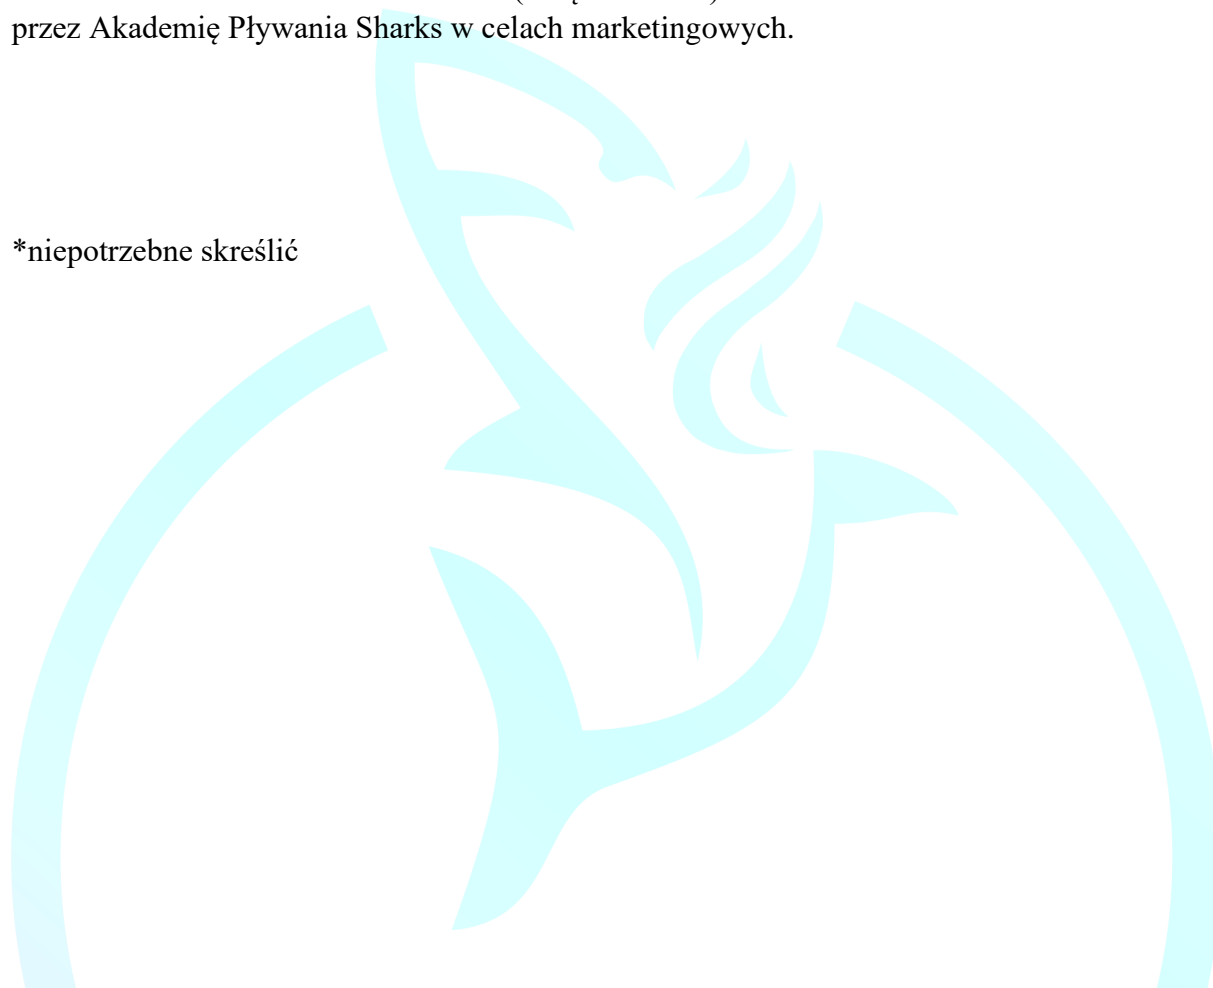 przez Akademię Pływania Sharks w celach marketingowych.
*niepotrzebne skreślić